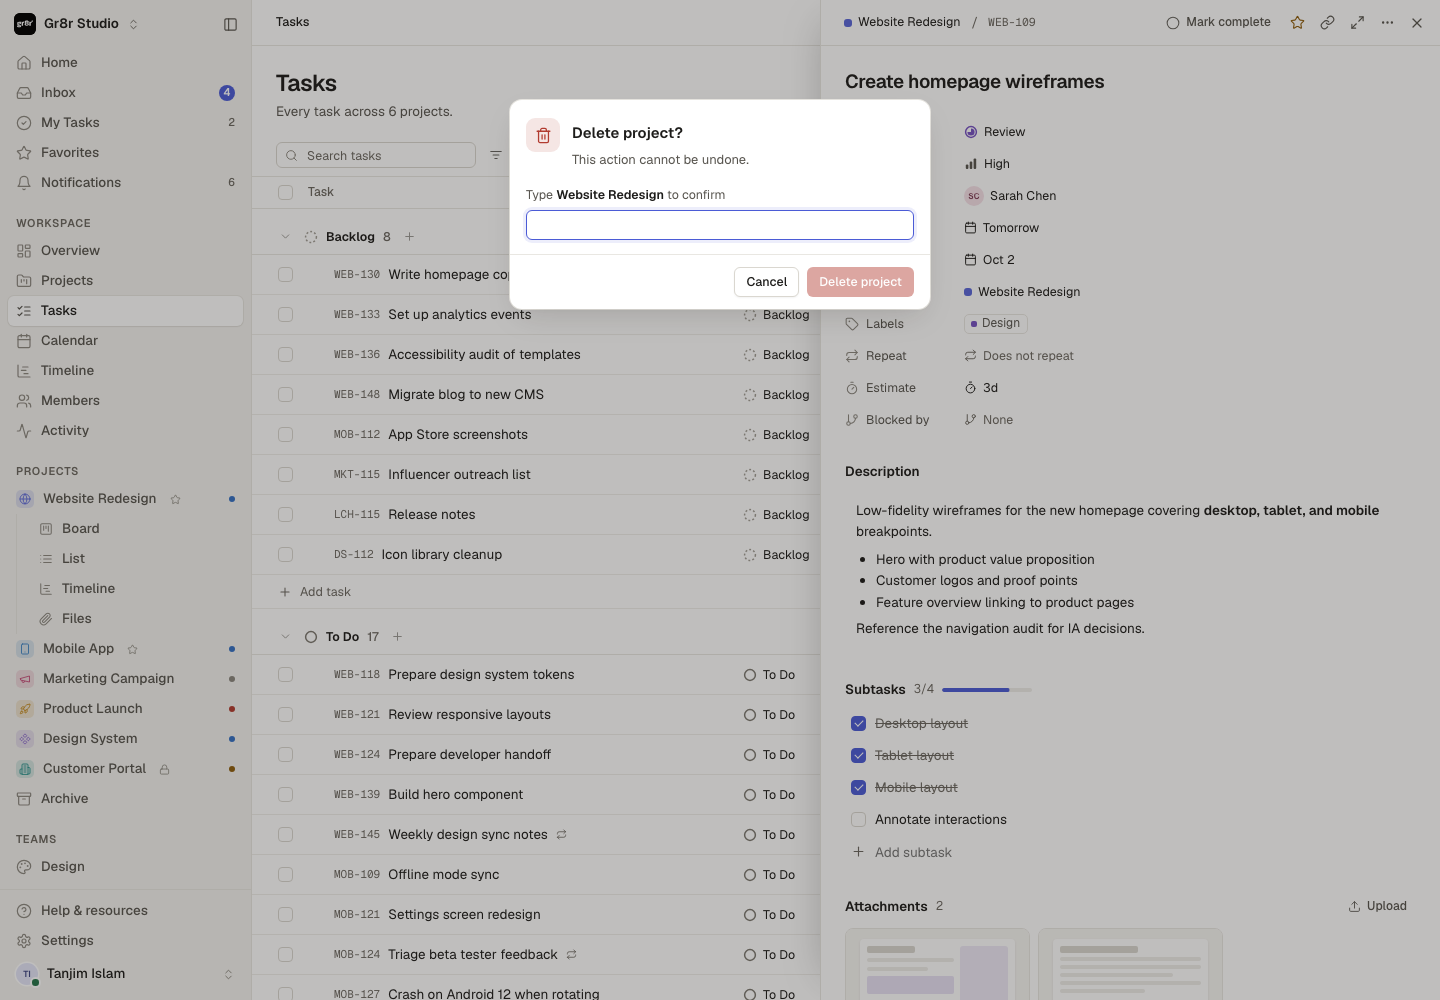 gr8r Gr8r Studio
Home
Inbox 4
My Tasks 2
Favorites
Notifications 6
WORKSPACE
Overview
Projects
Tasks
Calendar
Timeline
Members
Activity
PROJECTS
Website Redesign
Board
List
Timeline
Files
Mobile App
Marketing Campaign
Product Launch
Design System
Customer Portal
Archive
TEAMS
Design
Help & resources
Settings
TI Tanjim Islam
Tasks
Tasks
Every task across 6 projects.
Search tasks
Task
Backlog 8
WEB-130 Write homepage co
WEB-133 Set up analytics events Backlog
WEB-136 Accessibility audit of templates Backlog
WEB-148 Migrate blog to new CMS Backlog
MOB-112 App Store screenshots Backlog
MKT-115 Influencer outreach list Backlog
LCH-115 Release notes Backlog
DS-112 Icon library cleanup Backlog
Add task
To Do 17
WEB-118 Prepare design system tokens To Do
WEB-121 Review responsive layouts To Do
WEB-124 Prepare developer handoff To Do
WEB-139 Build hero component To Do
WEB-145 Weekly design sync notes To Do
MOB-109 Offline mode sync To Do
MOB-121 Settings screen redesign To Do
MOB-124 Triage beta tester feedback To Do
MOB-127 Crash on Android 12 when rotating To Do
Delete project?
This action cannot be undone.
Type Website Redesign to confirm
Cancel Delete project
Website Redesign / WEB-109 Mark complete
Create homepage wireframes
Review
High
SC Sarah Chen
Tomorrow
Oct 2
Website Redesign
Labels Design
Repeat Does not repeat
Estimate 3d
Blocked by None
Description
Low-fidelity wireframes for the new homepage covering desktop, tablet, and mobile
breakpoints.
• Hero with product value proposition
• Customer logos and proof points
• Feature overview linking to product pages
Reference the navigation audit for IA decisions.
Subtasks 3/4
Desktop layout
Tablet layout
Mobile layout
Annotate interactions
Add subtask
Attachments 2 Upload